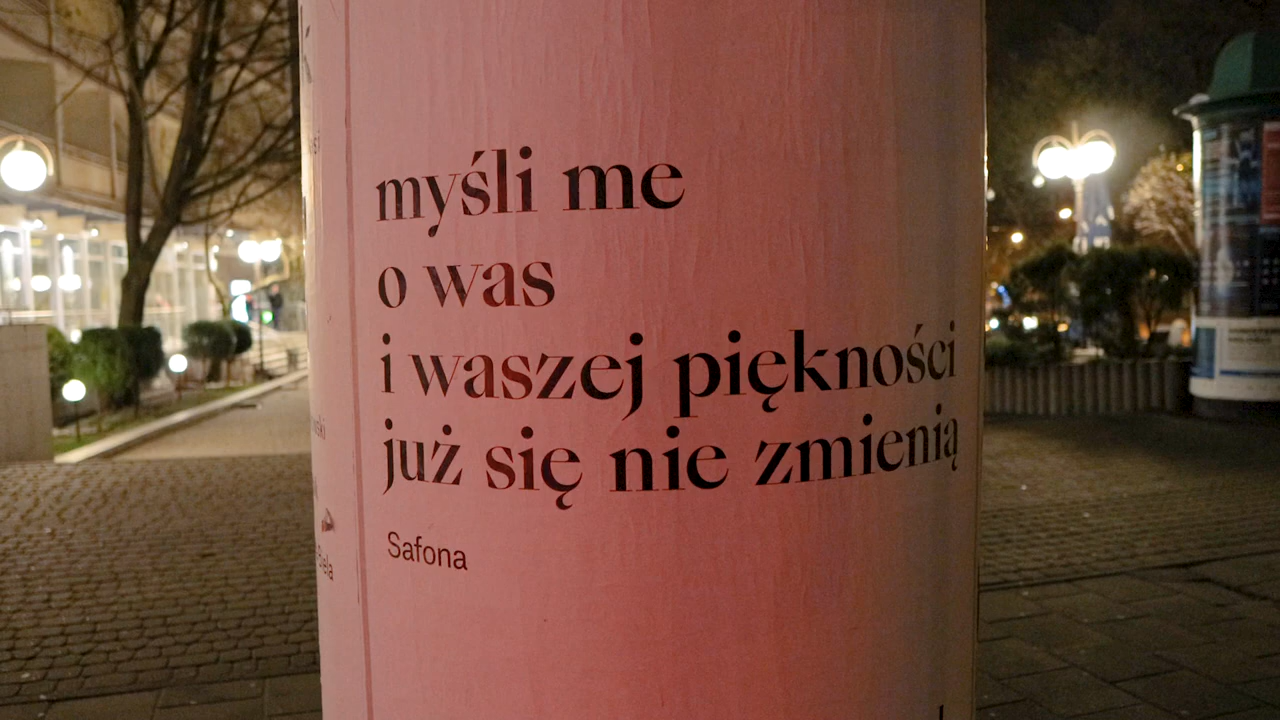 myśli me
o was
i waszej piękności
już się nie zmienią
Safona